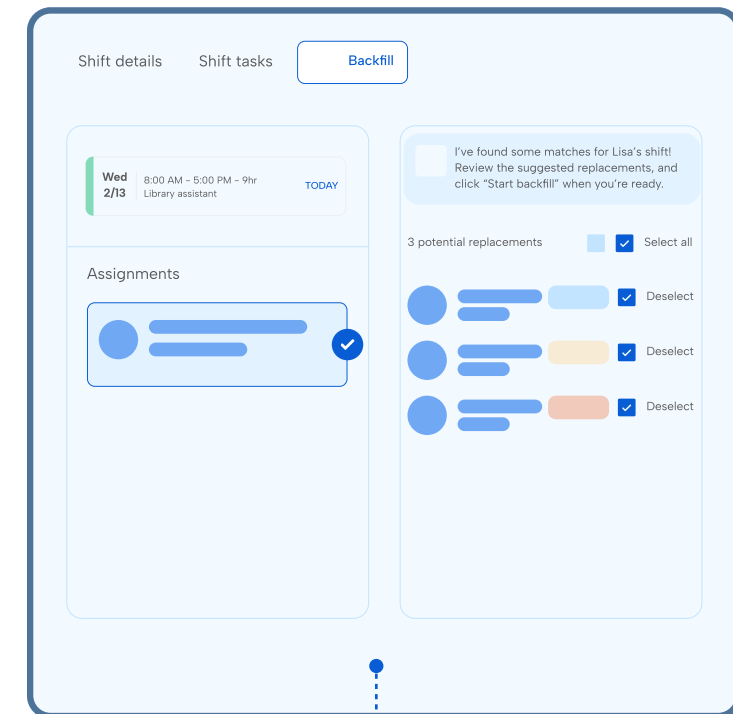 Shift details
Shift tasks
Backfill
Wed
2/13
8:00 AM – 5:00 PM – 9hr
Library assistant
TODAY
Assignments
I've found some matches for Lisa's shift!
Review the suggested replacements, and
click “Start backfill” when you're ready.
3 potential replacements
Select all
Deselect
Deselect
Deselect